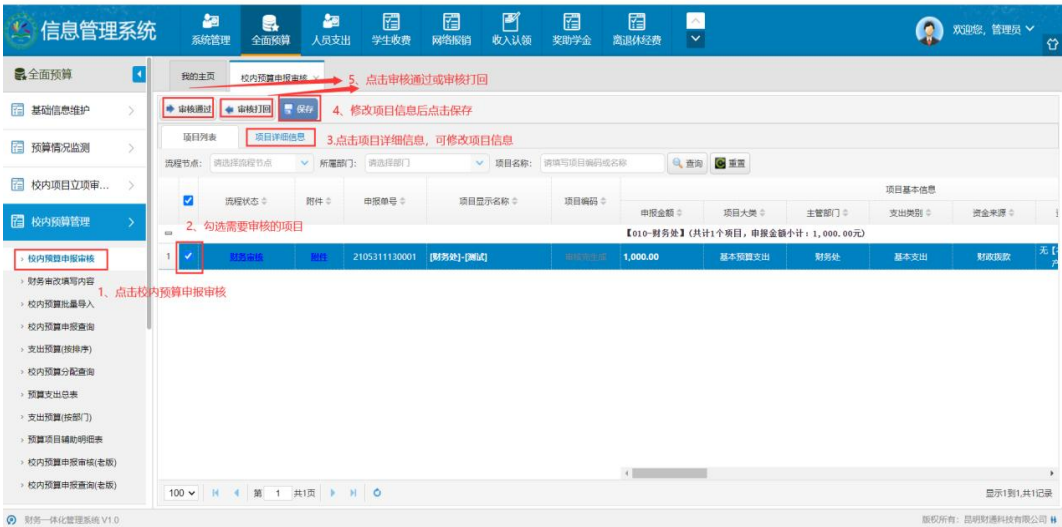 信息管理系统
系统管理 全面预算 人员支出 学生收费 网络报销 收入认领 奖助学金 离退休经费
欢迎您, 管理员
全面预算
我的主页 校内预算申报审核 ×
5、点击审核通过或审核打回
基础信息维护
审核通过 审核打回 保存
4、修改项目信息后点击保存
项目列表 项目详细信息
3.点击项目详细信息，可修改项目信息
预算情况监测
流程节点: 请选择流程节点 所属部门: 请选择部门 项目名称: 请填写项目编码或名称 查询 重置
校内项目立项审...
项目基本信息
流程状态 附件 申报单号 项目显示名称 项目编码
申报金额 项目大类 主管部门 支出类别 资金来源
校内预算管理
2、勾选需要审核的项目
【010-财务处】(共计1个项目, 申报金额小计: 1,000.00元)
校内预算申报审核
1 财务审核 附件 2105311130001 [财务处]-[测试] 审核完生成 1,000.00 基本预算支出 财务处 基本支出 财政拨款
财务审改填写内容
1、点击校内预算申报审核
校内预算批量导入
校内预算申报查询
支出预算(按排序)
校内预算分配查询
预算支出总表
支出预算(按部门)
预算项目辅助明细表
校内预算申报审核(老版)
校内预算申报查询(老版)
100 第 1 共1页
显示1到1,共1记录
财务一体化管理系统 V1.0
版权所有: 昆明财通科技有限公司